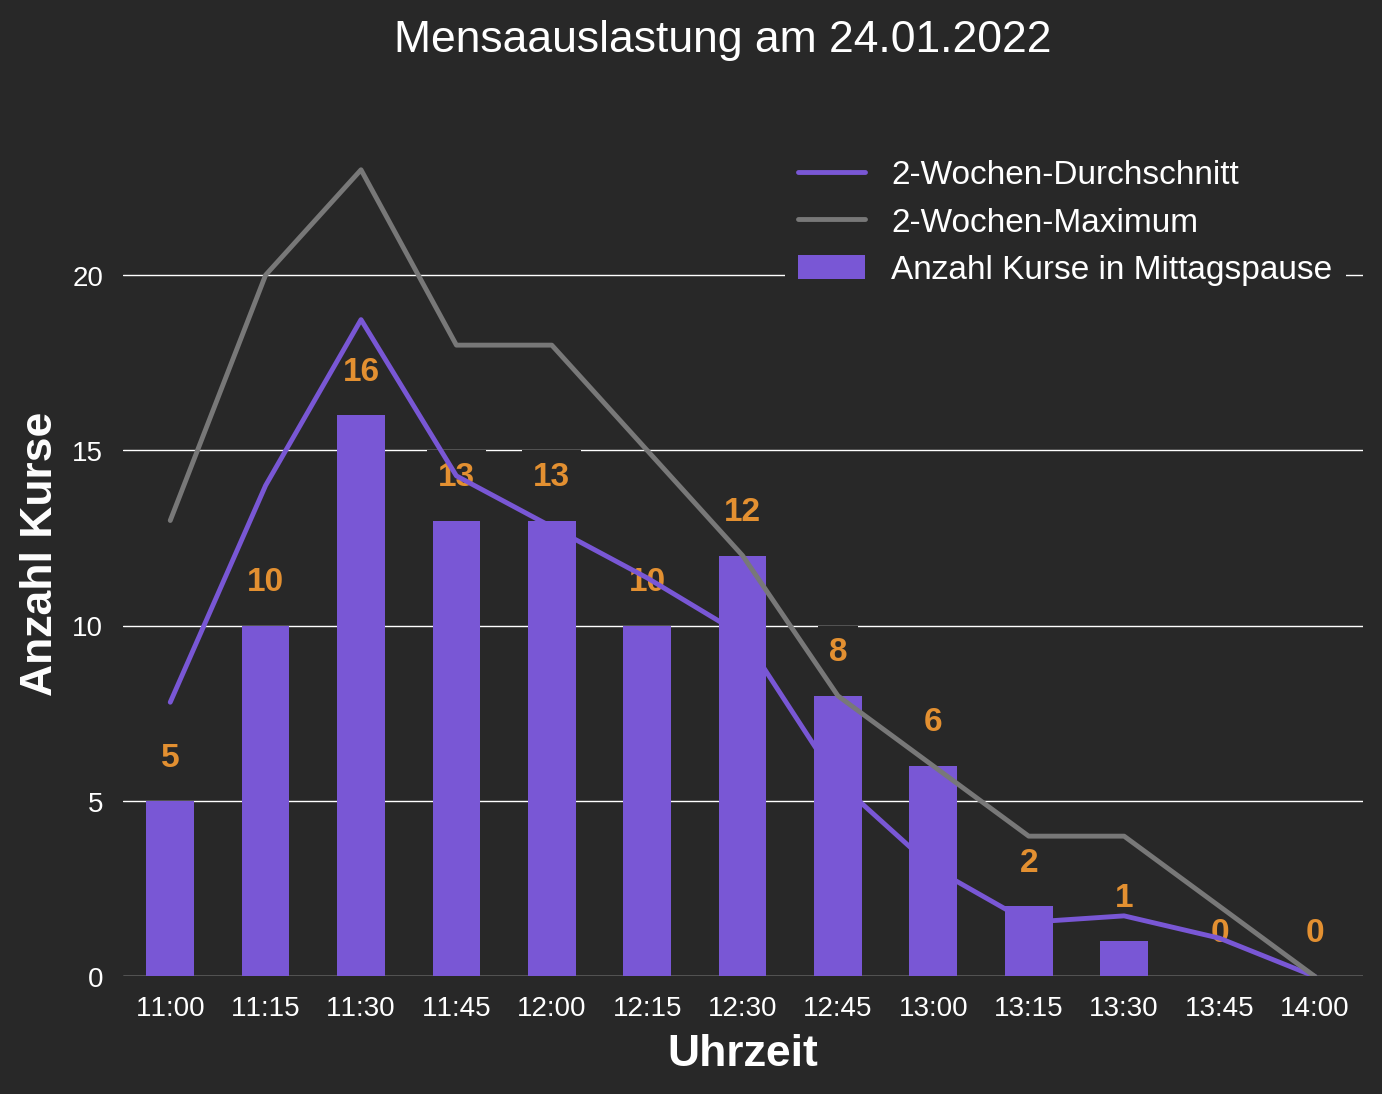 Mensaauslastung am 24.01.2022
2-Wochen-Durchschnitt
2-Wochen-Maximum
Anzahl Kurse in Mittagspause
Anzahl Kurse
20
15
10
5
0
5
10
16
13
13
10
12
8
6
2
1
0
0
11:00 11:15 11:30 11:45 12:00 12:15 12:30 12:45 13:00 13:15 13:30 13:45 14:00
Uhrzeit